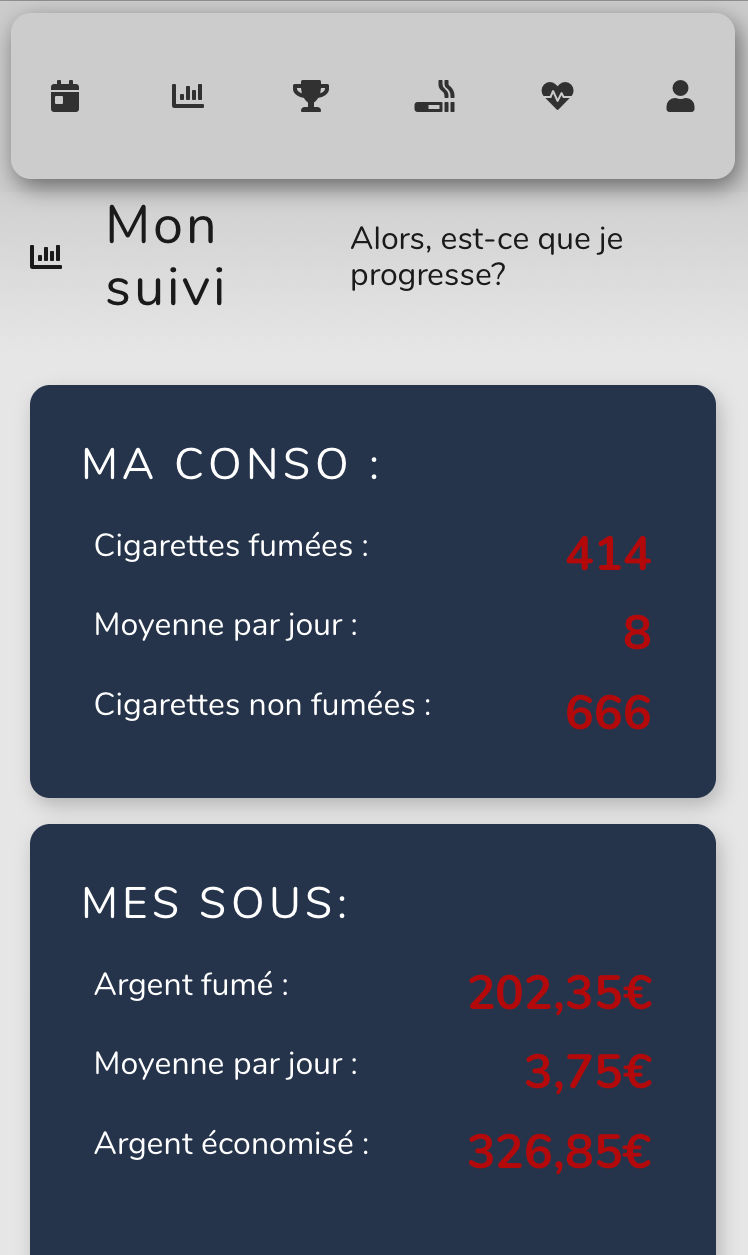 Mon
suivi
Alors, est-ce que je
progresse?
MA CONSO :
Cigarettes fumées : 414
Moyenne par jour : 8
Cigarettes non fumées : 666
MES SOUS:
Argent fumé : 202,35€
Moyenne par jour : 3,75€
Argent économisé : 326,85€